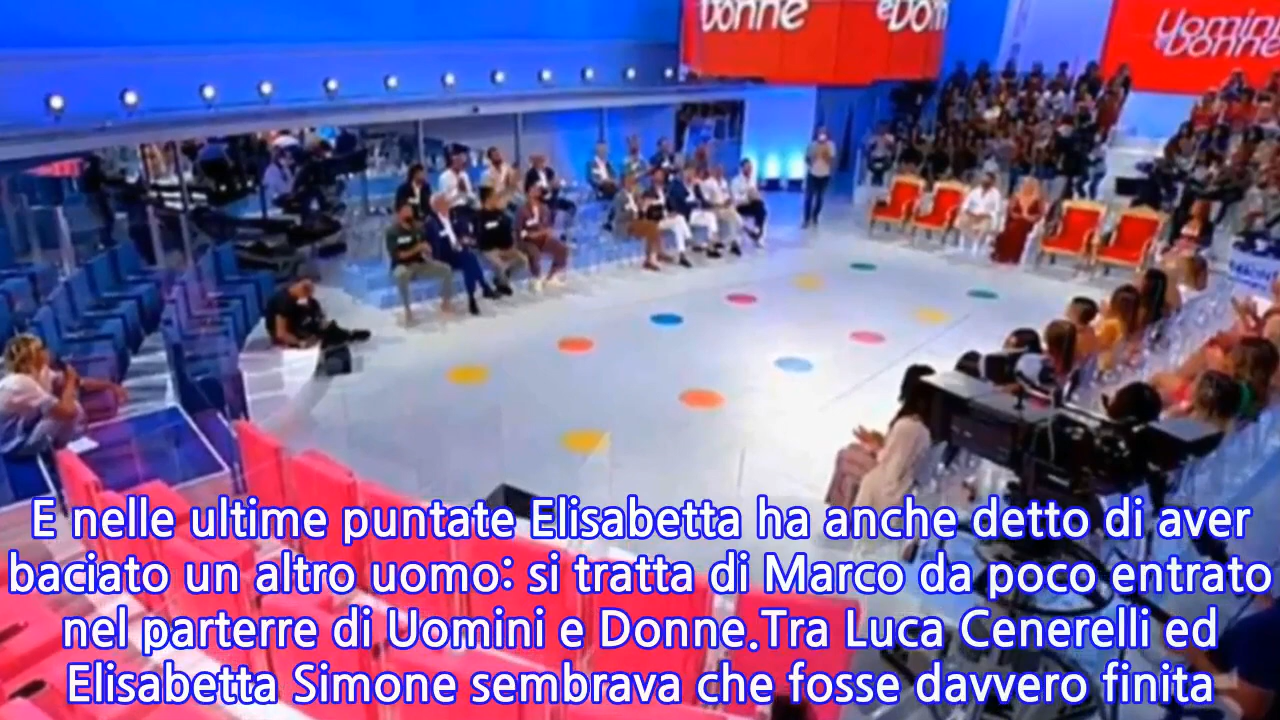 Donne
eDon
Uomini
eDonne
E nelle ultime puntate Elisabetta ha anche detto di aver
baciato un altro uomo: si tratta di Marco da poco entrato
nel parterre di Uomini e Donne.Tra Luca Cenerelli ed
Elisabetta Simone sembrava che fosse davvero finita